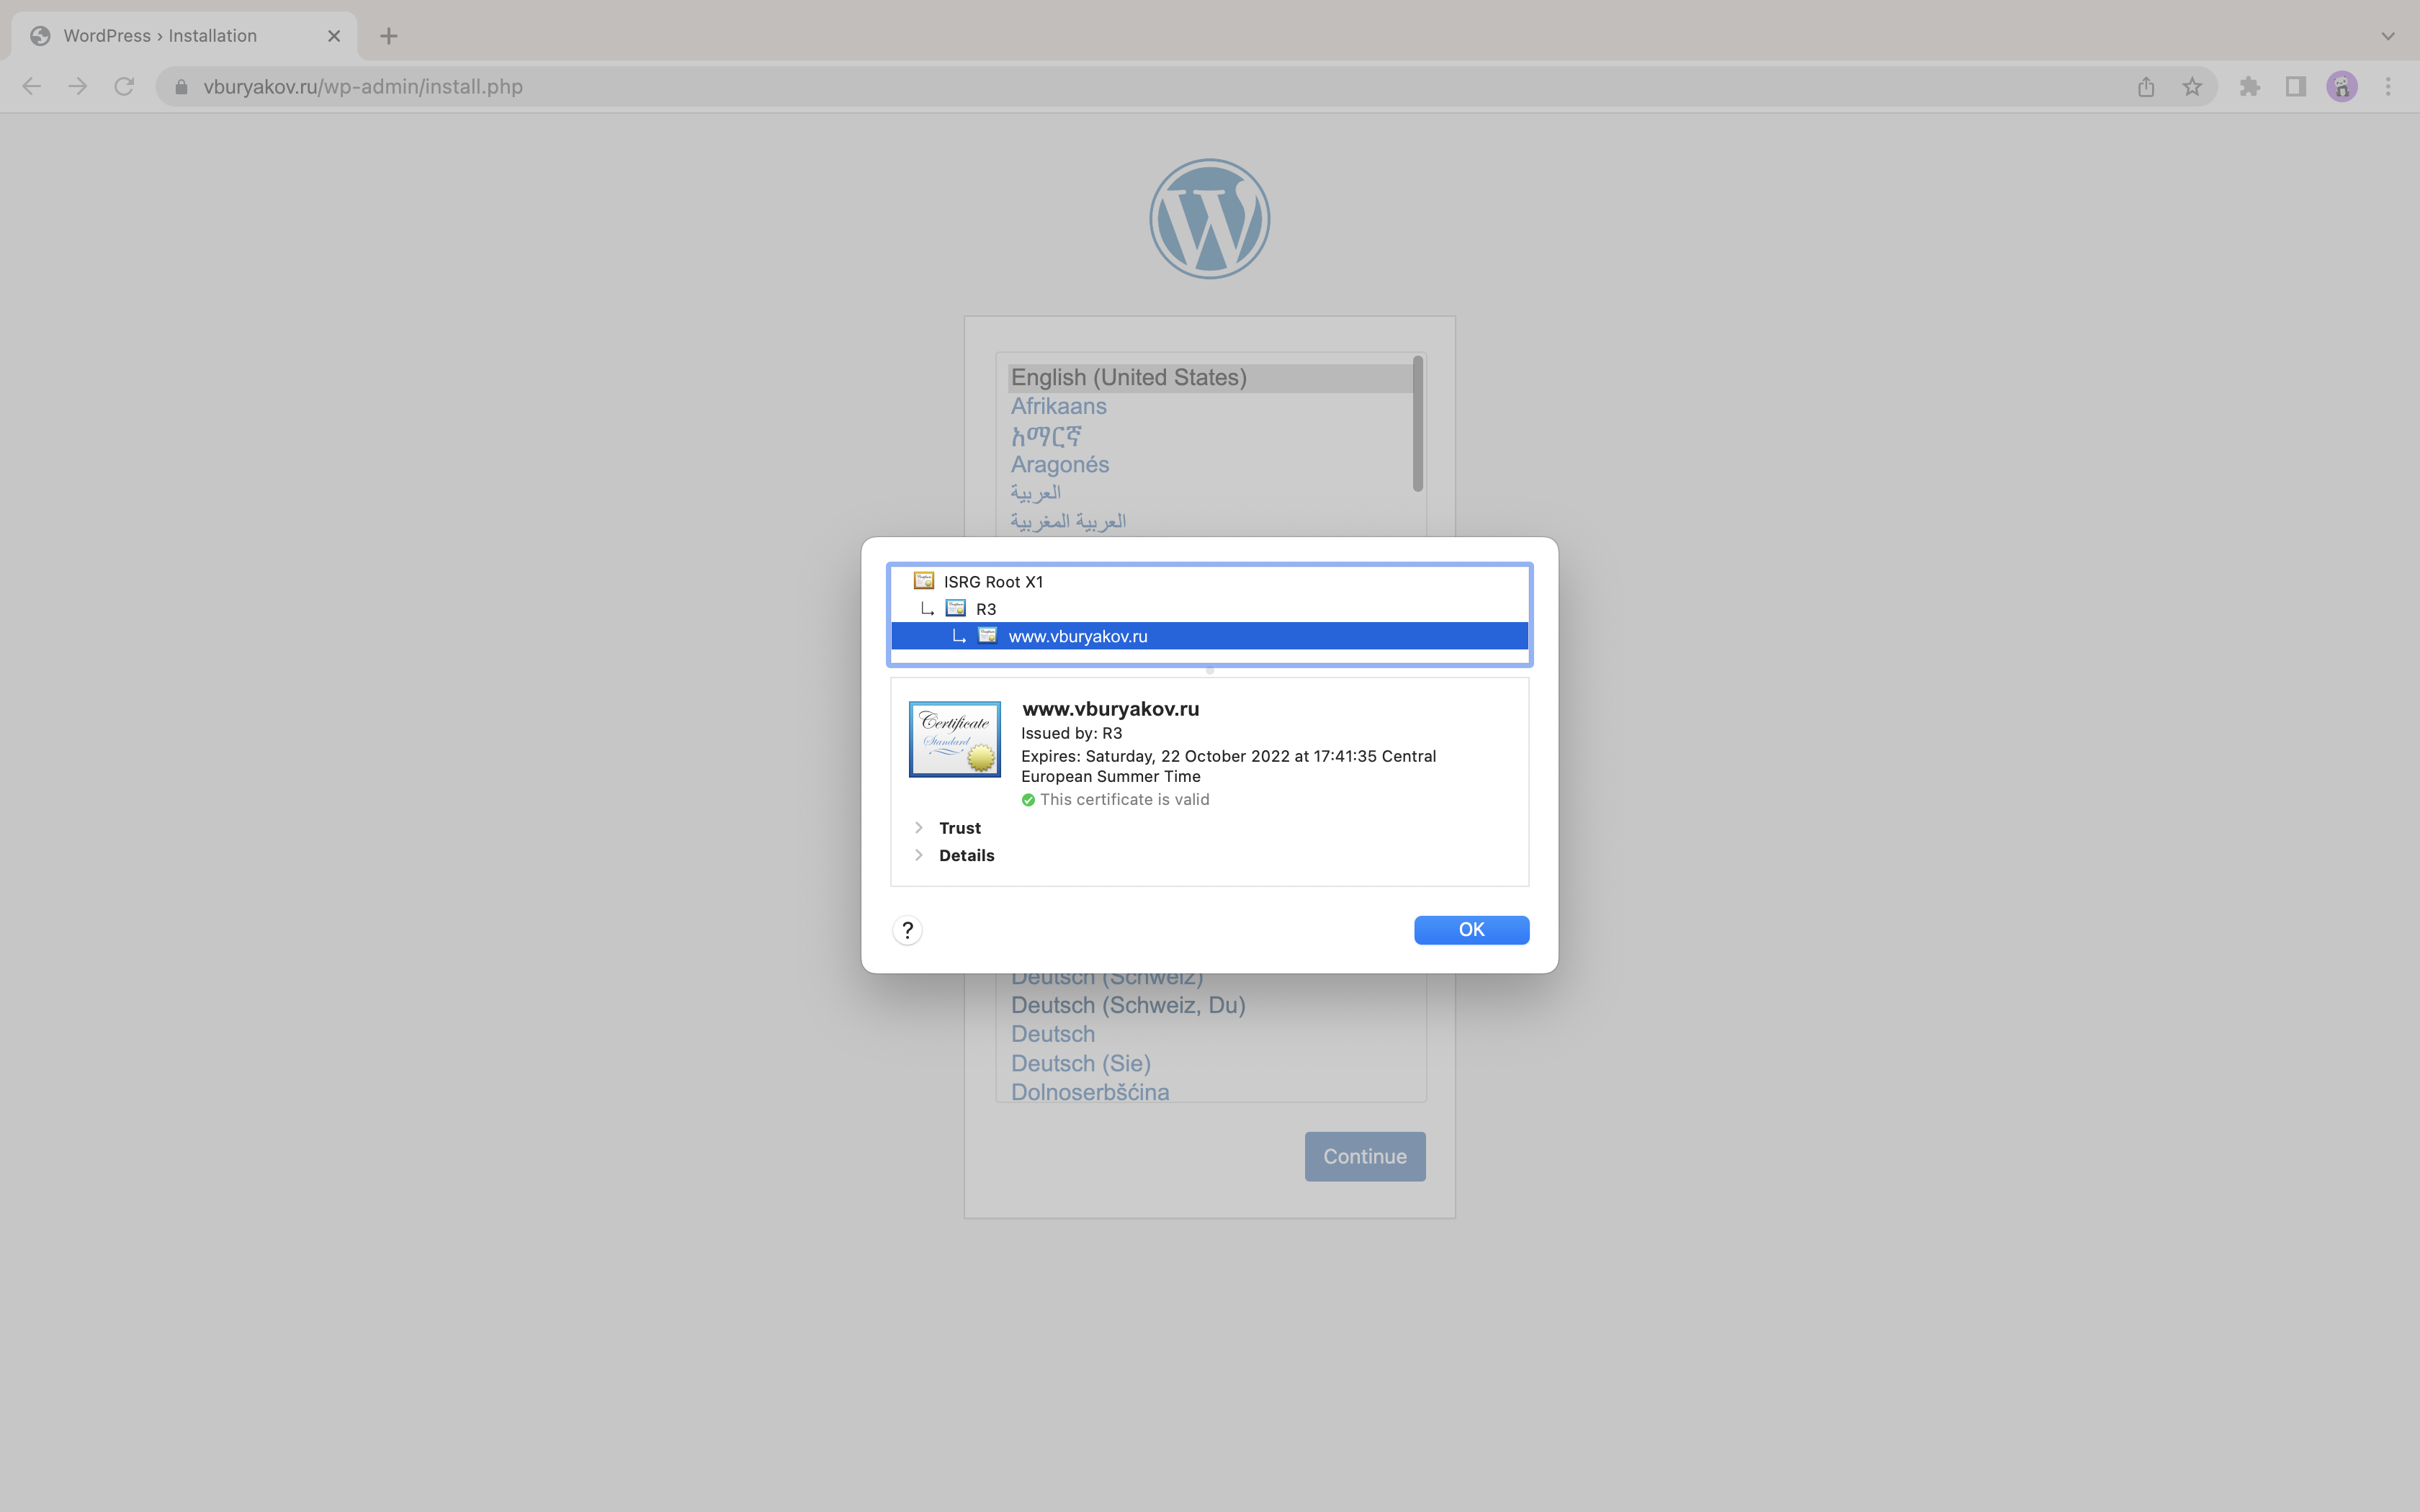 WordPress › Installation
vburyakov.ru/wp-admin/install.php
English (United States)
Afrikaans
አማርኛ
Aragonés
العربية
العربية المغربية
ISRG Root X1
R3
www.vburyakov.ru
Certificate
Standard
www.vburyakov.ru
Issued by: R3
Expires: Saturday, 22 October 2022 at 17:41:35 Central
European Summer Time
This certificate is valid
Trust
Details
?
OK
Deutsch (Schweiz)
Deutsch (Schweiz, Du)
Deutsch
Deutsch (Sie)
Dolnoserbšćina
Continue